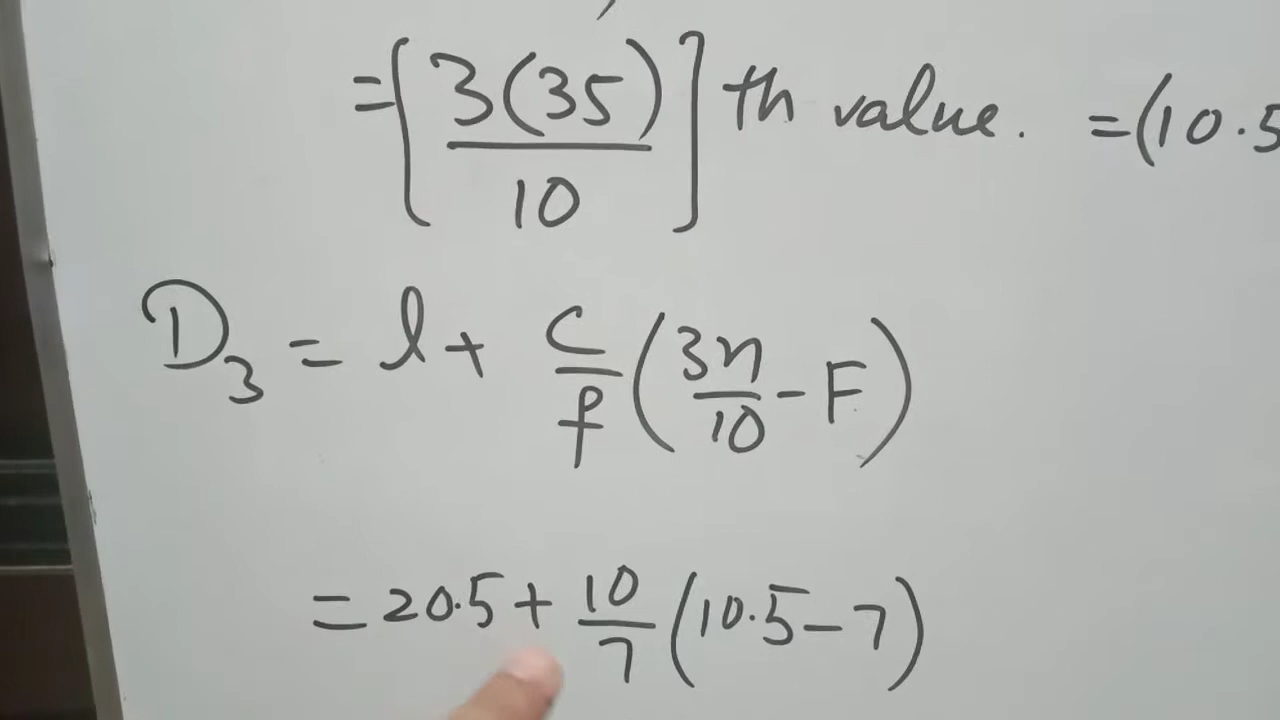 = [3(35)/10] th value. = (10.5
D₃ = l + C/f (3n/10 - F)
= 20.5 + 10/7 (10.5 - 7)